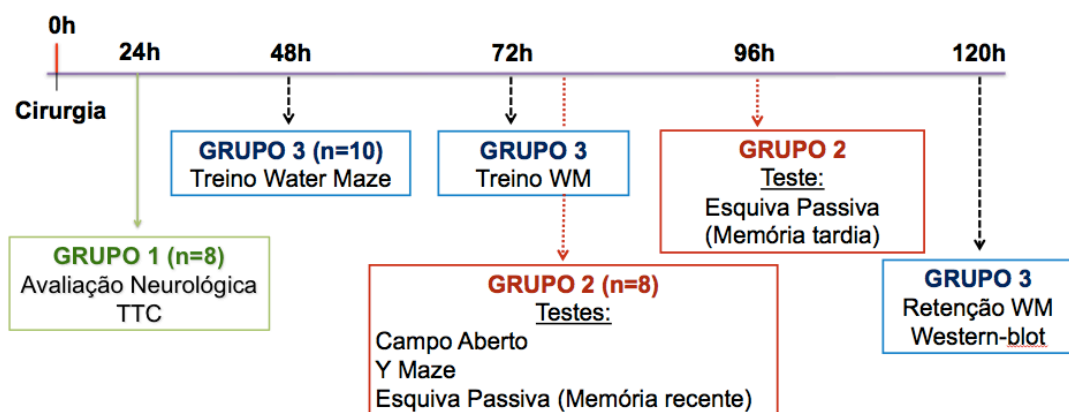 0h
24h
48h
72h
96h
120h
Cirurgia
GRUPO 3 (n=10)
Treino Water Maze
GRUPO 3
Treino WM
GRUPO 2
Teste:
Esquiva Passiva
(Memória tardia)
GRUPO 1 (n=8)
Avaliação Neurológica
TTC
GRUPO 2 (n=8)
Testes:
Campo Aberto
Y Maze
Esquiva Passiva (Memória recente)
GRUPO 3
Retenção WM
Western-blot